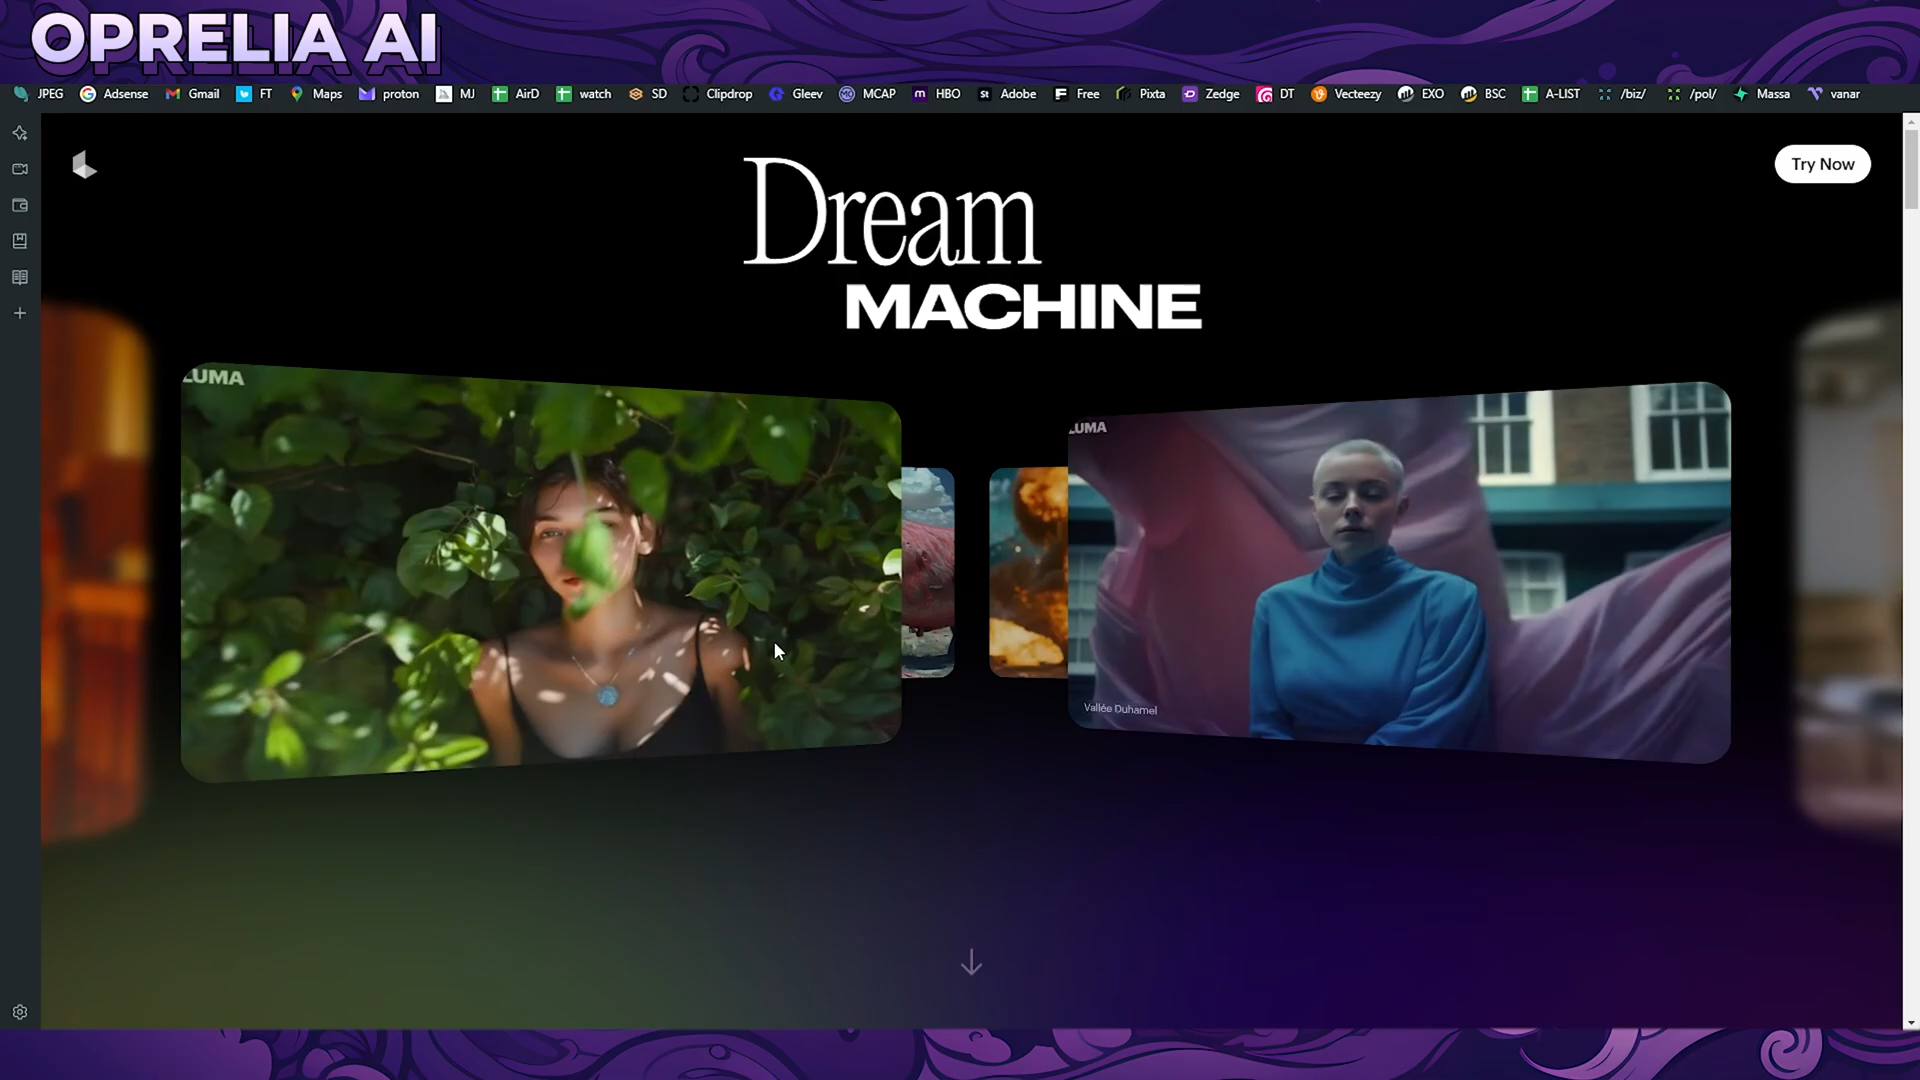 OPRELIA AI
JPEG Adsense Gmail FT Maps proton MJ AirD watch SD Clipdrop Gleev MCAP HBO Adobe Free Pixta Zedge DT Vecteezy EXO BSC A-LIST /biz/ /pol/ Massa vanar
Try Now
Dream
MACHINE
LUMA
LUMA
Vallée Duhamel